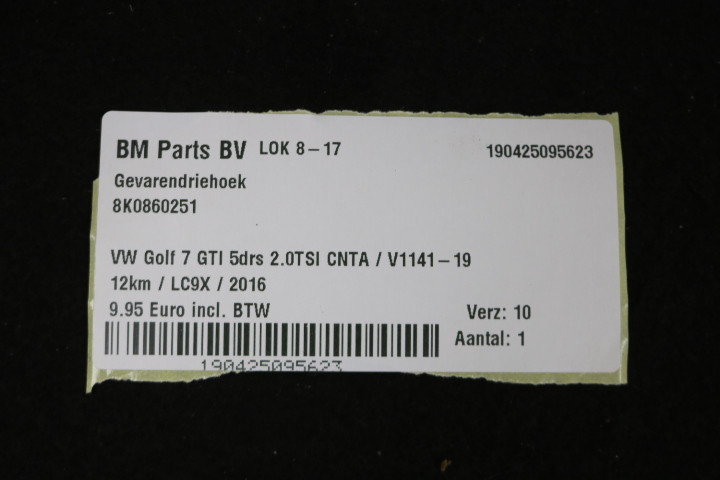 BM Parts BV LOK 8-17 190425095623
Gevarendriehoek
8K0860251
VW Golf 7 GTI 5drs 2.0TSI CNTA / V1141-19
12km / LC9X / 2016
9.95 Euro incl. BTW Verz: 10
Aantal: 1
190425095623